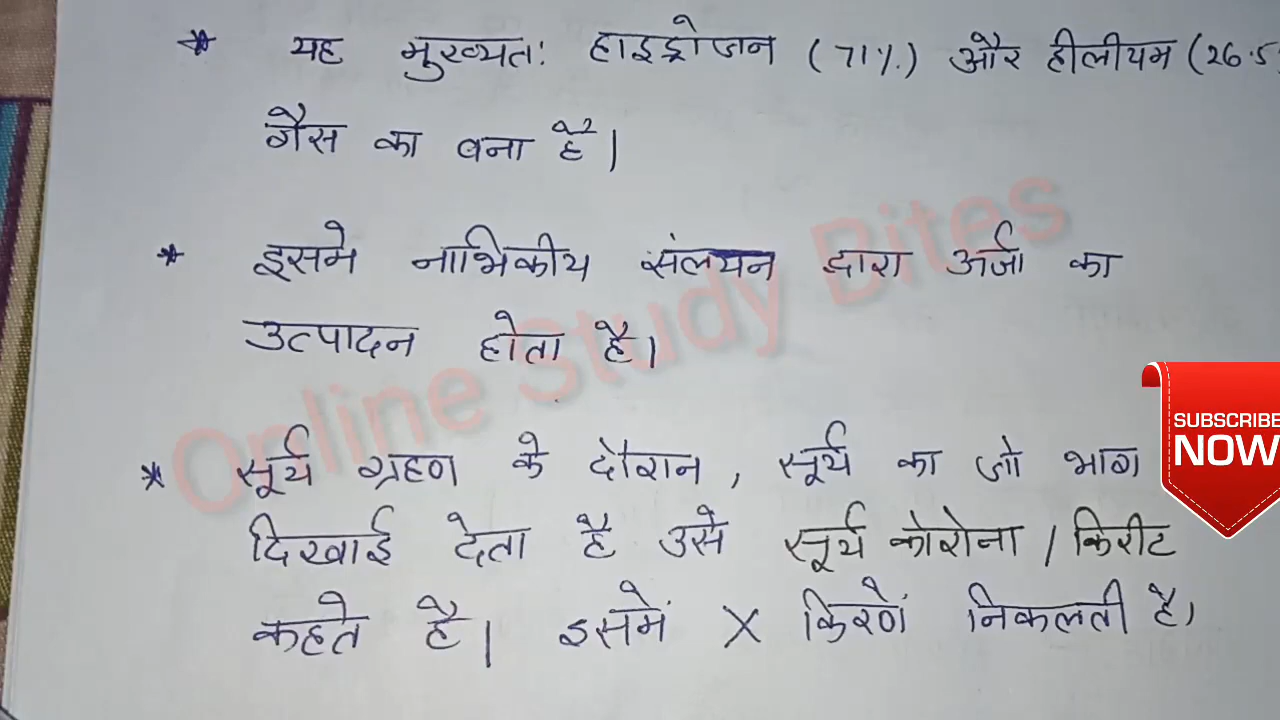 * यह मुख्यत: हाइड्रोजन (71%) और हीलीयम (26.5
गैस का बना है।
* इसमे नाभिकीय संलयन द्वारा ऊर्जा का
उत्पादन होता है।
* सूर्य ग्रहण के दौरान, सूर्य का जो भाग
दिखाई देता है उसे सूर्य कोरोना / किरीट
कहते है। इसमें X किरणें निकलती है।
Online Study Bites
SUBSCRIBE
NOW